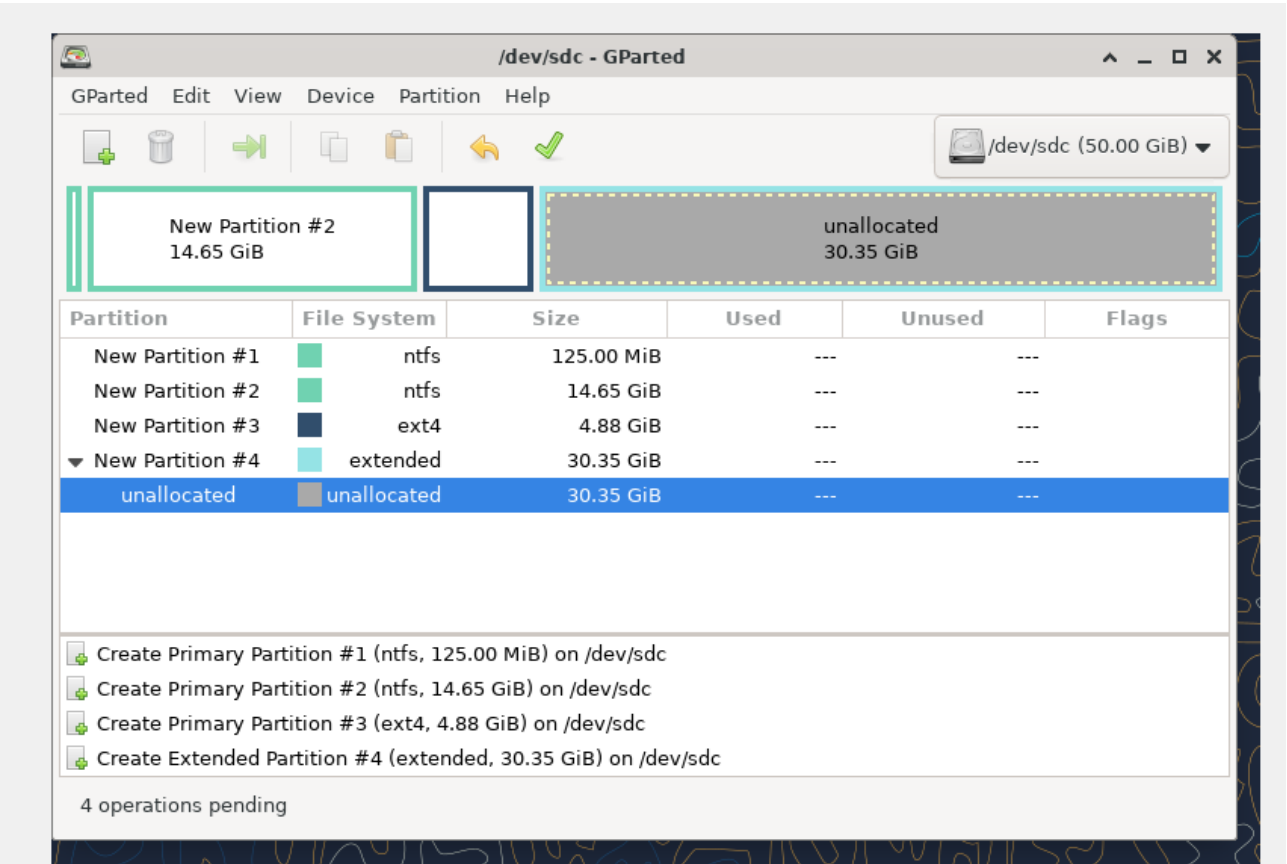 /dev/sdc - GParted
GParted Edit View Device Partition Help
/dev/sdc (50.00 GiB)
New Partition #2
14.65 GiB
unallocated
30.35 GiB
Partition File System Size Used Unused Flags
New Partition #1 ntfs 125.00 MiB --- ---
New Partition #2 ntfs 14.65 GiB --- ---
New Partition #3 ext4 4.88 GiB --- ---
New Partition #4 extended 30.35 GiB --- ---
unallocated unallocated 30.35 GiB --- ---
Create Primary Partition #1 (ntfs, 125.00 MiB) on /dev/sdc
Create Primary Partition #2 (ntfs, 14.65 GiB) on /dev/sdc
Create Primary Partition #3 (ext4, 4.88 GiB) on /dev/sdc
Create Extended Partition #4 (extended, 30.35 GiB) on /dev/sdc
4 operations pending